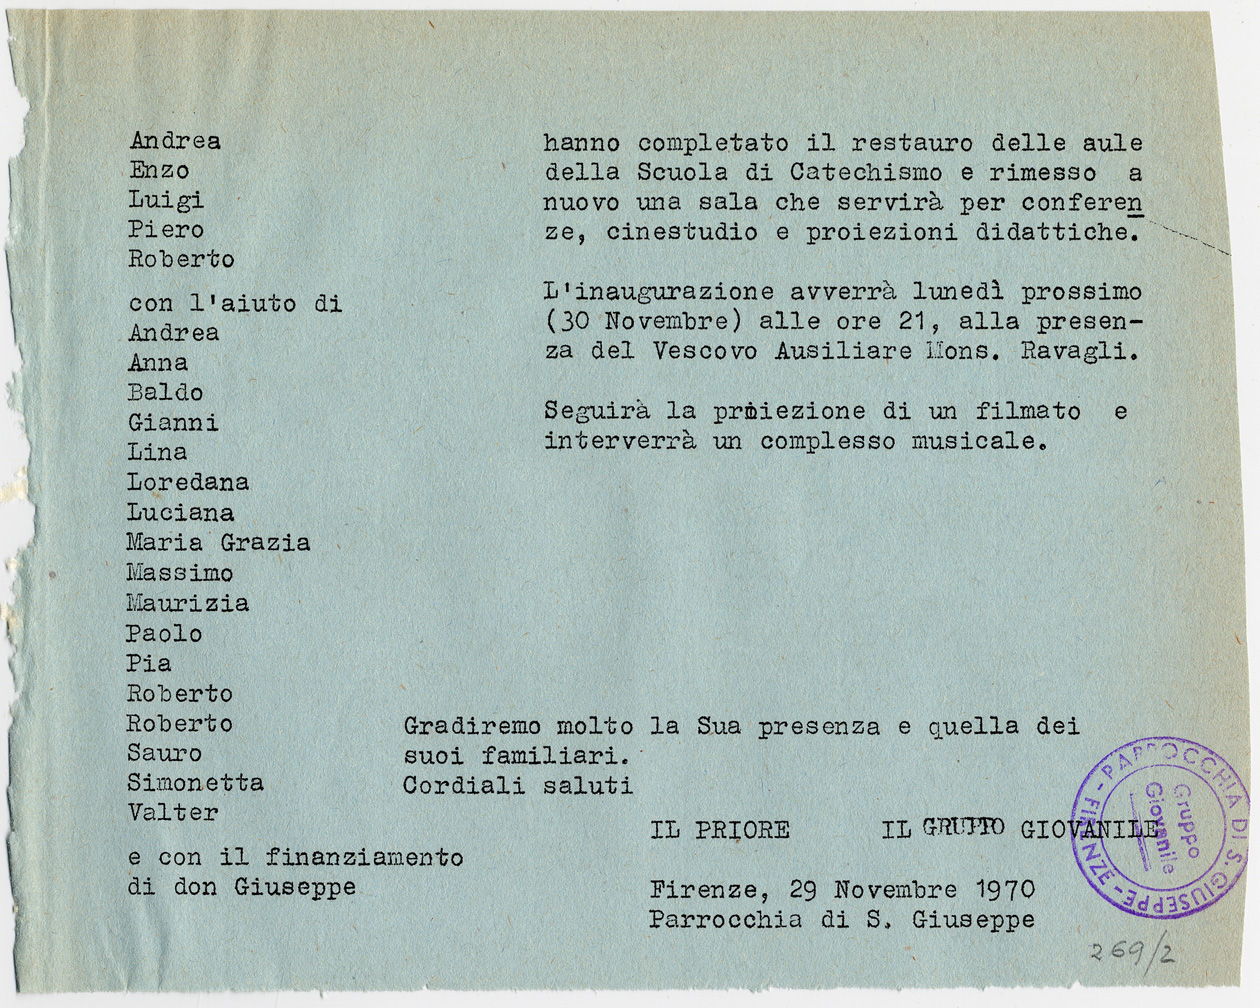 Andrea
Enzo
Luigi
Piero
Roberto
con l'aiuto di
Andrea
Anna
Baldo
Gianni
Lina
Loredana
Luciana
Maria Grazia
Massimo
Maurizia
Paolo
Pia
Roberto
Roberto
Sauro
Simonetta
Valter
e con il finanziamento
di don Giuseppe
hanno completato il restauro delle aule
della Scuola di Catechismo e rimesso a
nuovo una sala che servirà per conferen
ze, cinestudio e proiezioni didattiche.
L'inaugurazione avverrà lunedì prossimo
(30 Novembre) alle ore 21, alla presen-
za del Vescovo Ausiliare Mons. Ravagli.
Seguirà la proiezione di un filmato e
interverrà un complesso musicale.
Gradiremo molto la Sua presenza e quella dei
suoi familiari.
Cordiali saluti
IL PRIORE IL GRUPPO GIOVANILE
Firenze, 29 Novembre 1970
Parrocchia di S. Giuseppe
PARROCCHIA DI S. GIUSEPPE - FIRENZE -
Gruppo
Giovanile
269/2